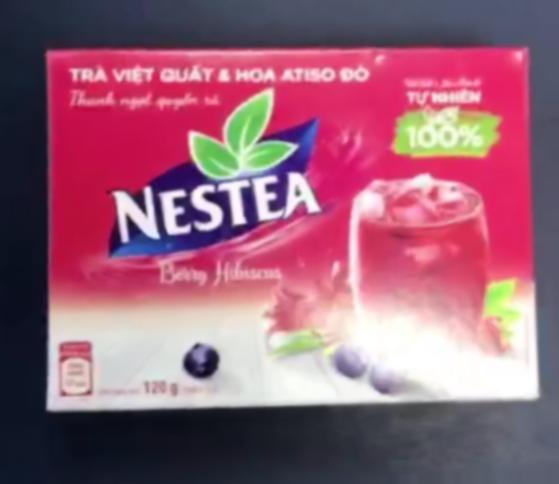 TRÀ VIỆT QUẤT & HOA ATISO ĐỎ
Thanh ngọt quyến rũ
TỰ NHIÊN
100%
NESTEA
Berry Hibiscus
120 g